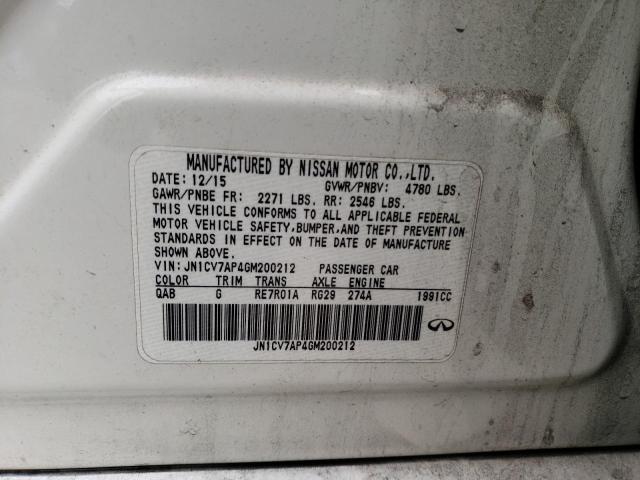 MANUFACTURED BY NISSAN MOTOR CO.,LTD.
DATE: 12/15 GVWR/PNBV: 4780 LBS.
GAWR/PNBE FR: 2271 LBS. RR: 2546 LBS.
THIS VEHICLE CONFORMS TO ALL APPLICABLE FEDERAL
MOTOR VEHICLE SAFETY,BUMPER,AND THEFT PREVENTION
STANDARDS IN EFFECT ON THE DATE OF MANUFACTURE
SHOWN ABOVE.
VIN: JN1CV7AP4GM200212 PASSENGER CAR
COLOR TRIM TRANS AXLE ENGINE
QAB G RE7R01A RG29 274A 1991CC
JN1CV7AP4GM200212